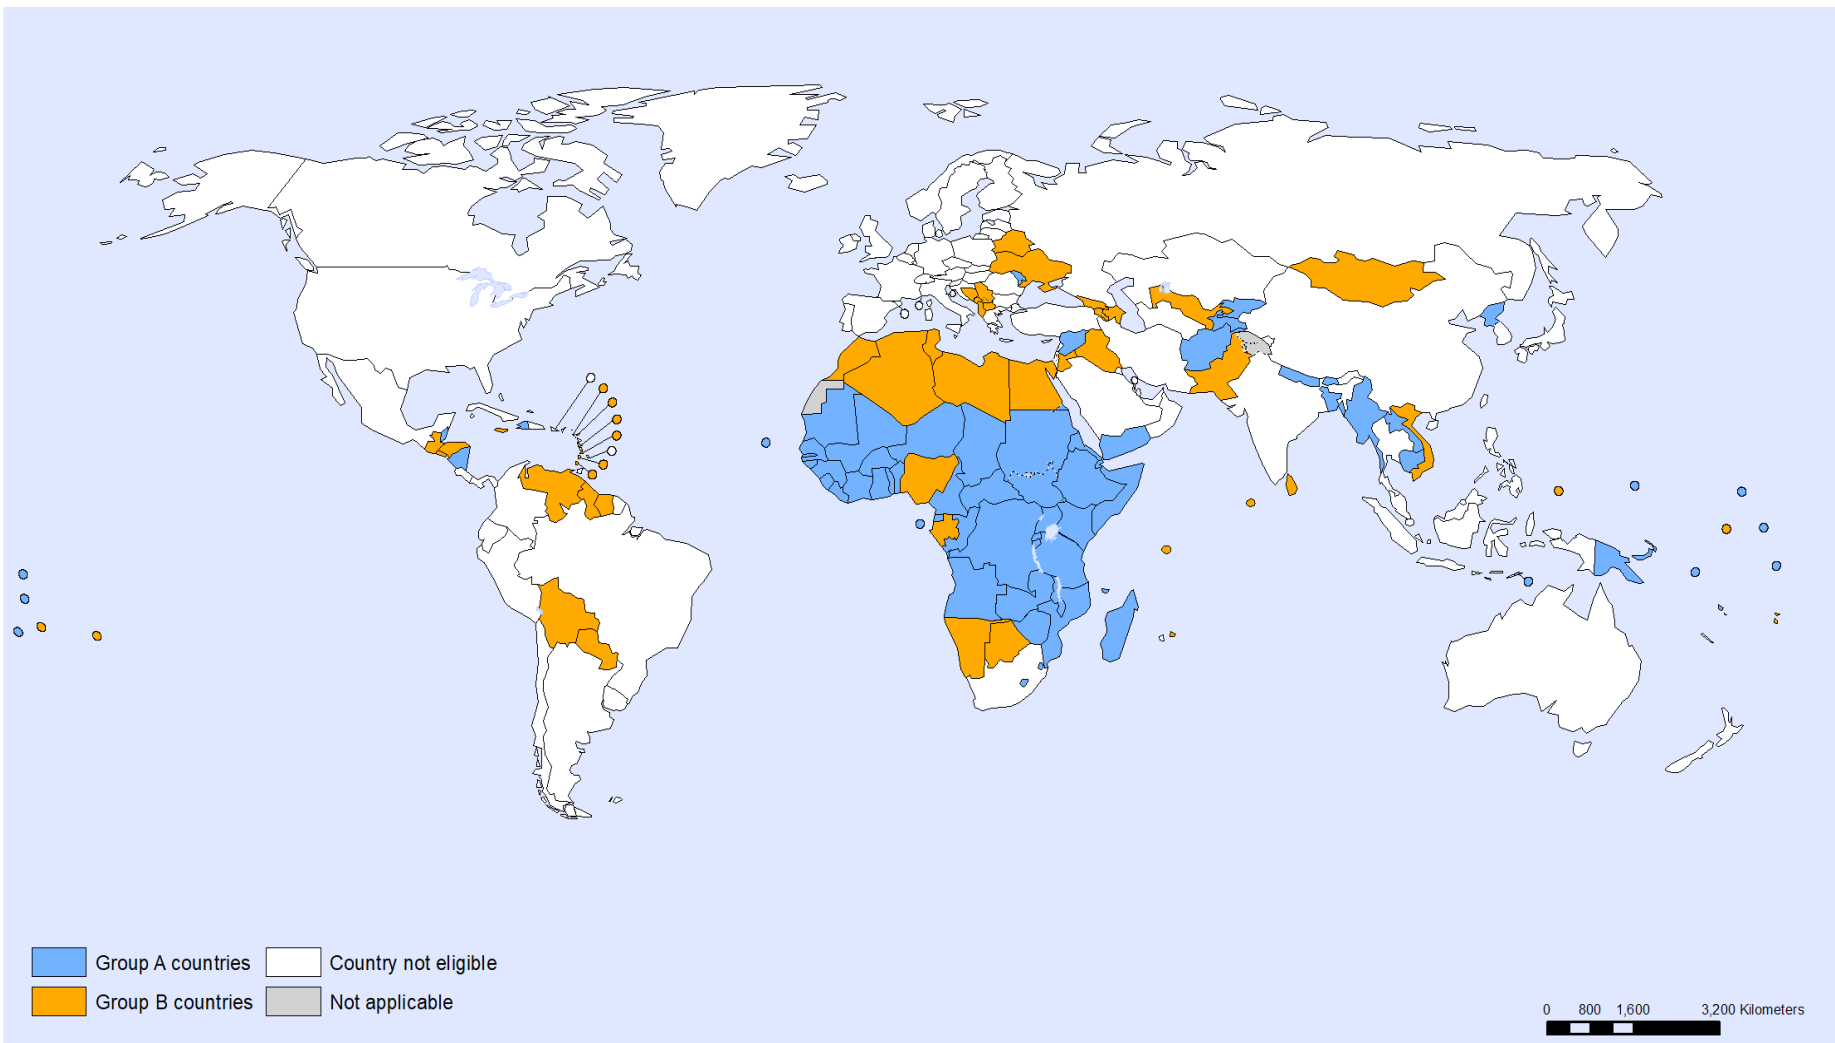 Group A countries
Country not eligible
Group B countries
Not applicable
0 800 1,600 3,200 Kilometers